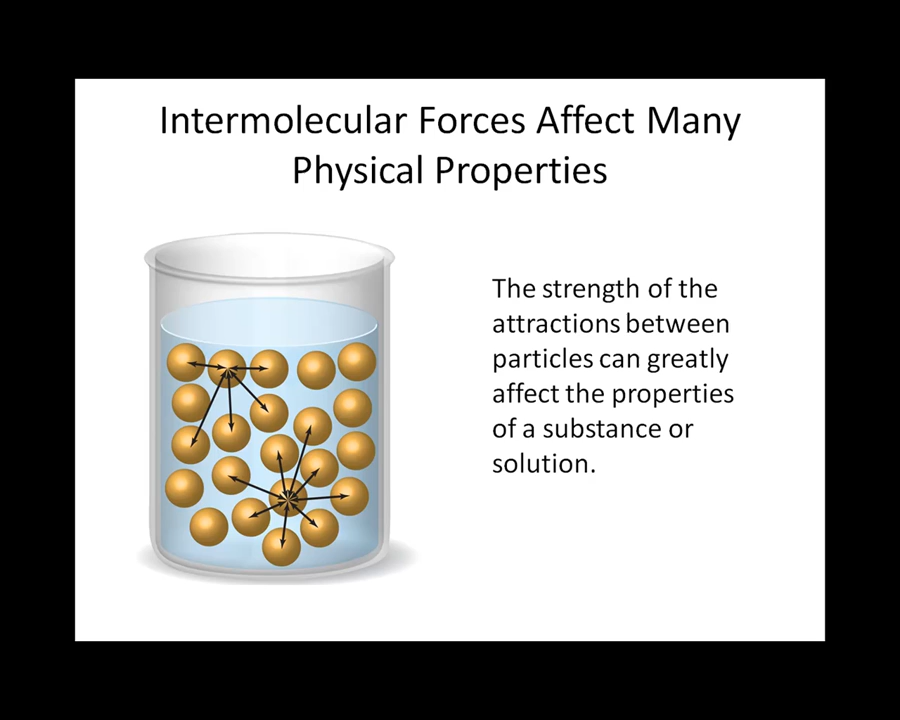 Intermolecular Forces Affect Many
Physical Properties
The strength of the
attractions between
particles can greatly
affect the properties
of a substance or
solution.